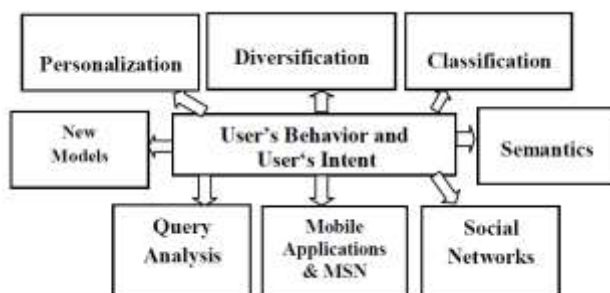 Personalization
Diversification
Classification
New
Models
User's Behavior and
User‘s Intent
Semantics
Query
Analysis
Mobile
Applications
& MSN
Social
Networks